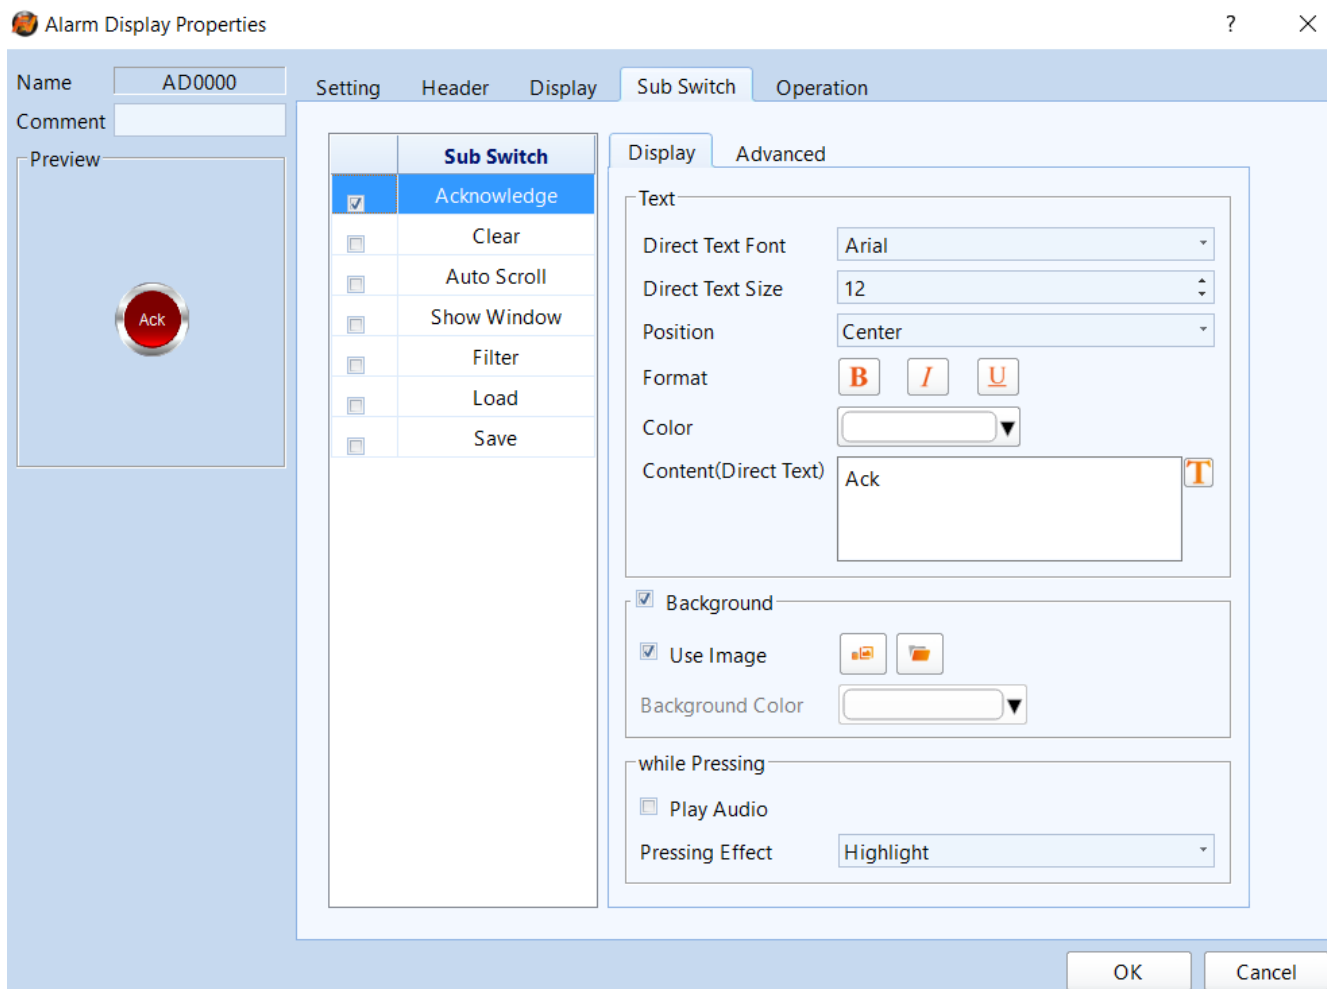 Alarm Display Properties
?
Name
AD0000
Comment
Preview
Ack
Setting
Header
Display
Sub Switch
Operation
Sub Switch
Acknowledge
Clear
Auto Scroll
Show Window
Filter
Load
Save
Display
Advanced
Text
Direct Text Font
Arial
Direct Text Size
12
Position
Center
Format
B
I
U
Color
Content(Direct Text)
Ack
T
Background
Use Image
Background Color
while Pressing
Play Audio
Pressing Effect
Highlight
OK
Cancel